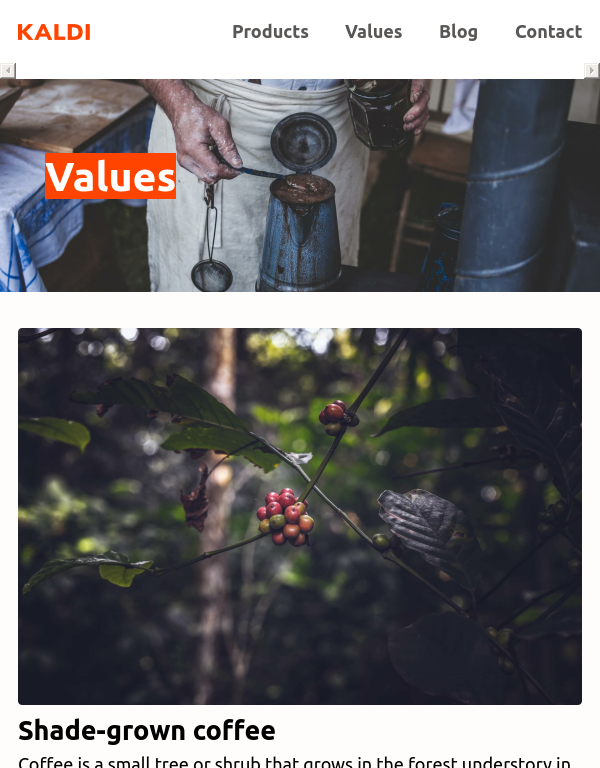 KALDI
Products Values Blog Contact
Values
Shade-grown coffee
Coffee is a small tree or shrub that grows in the forest understory in